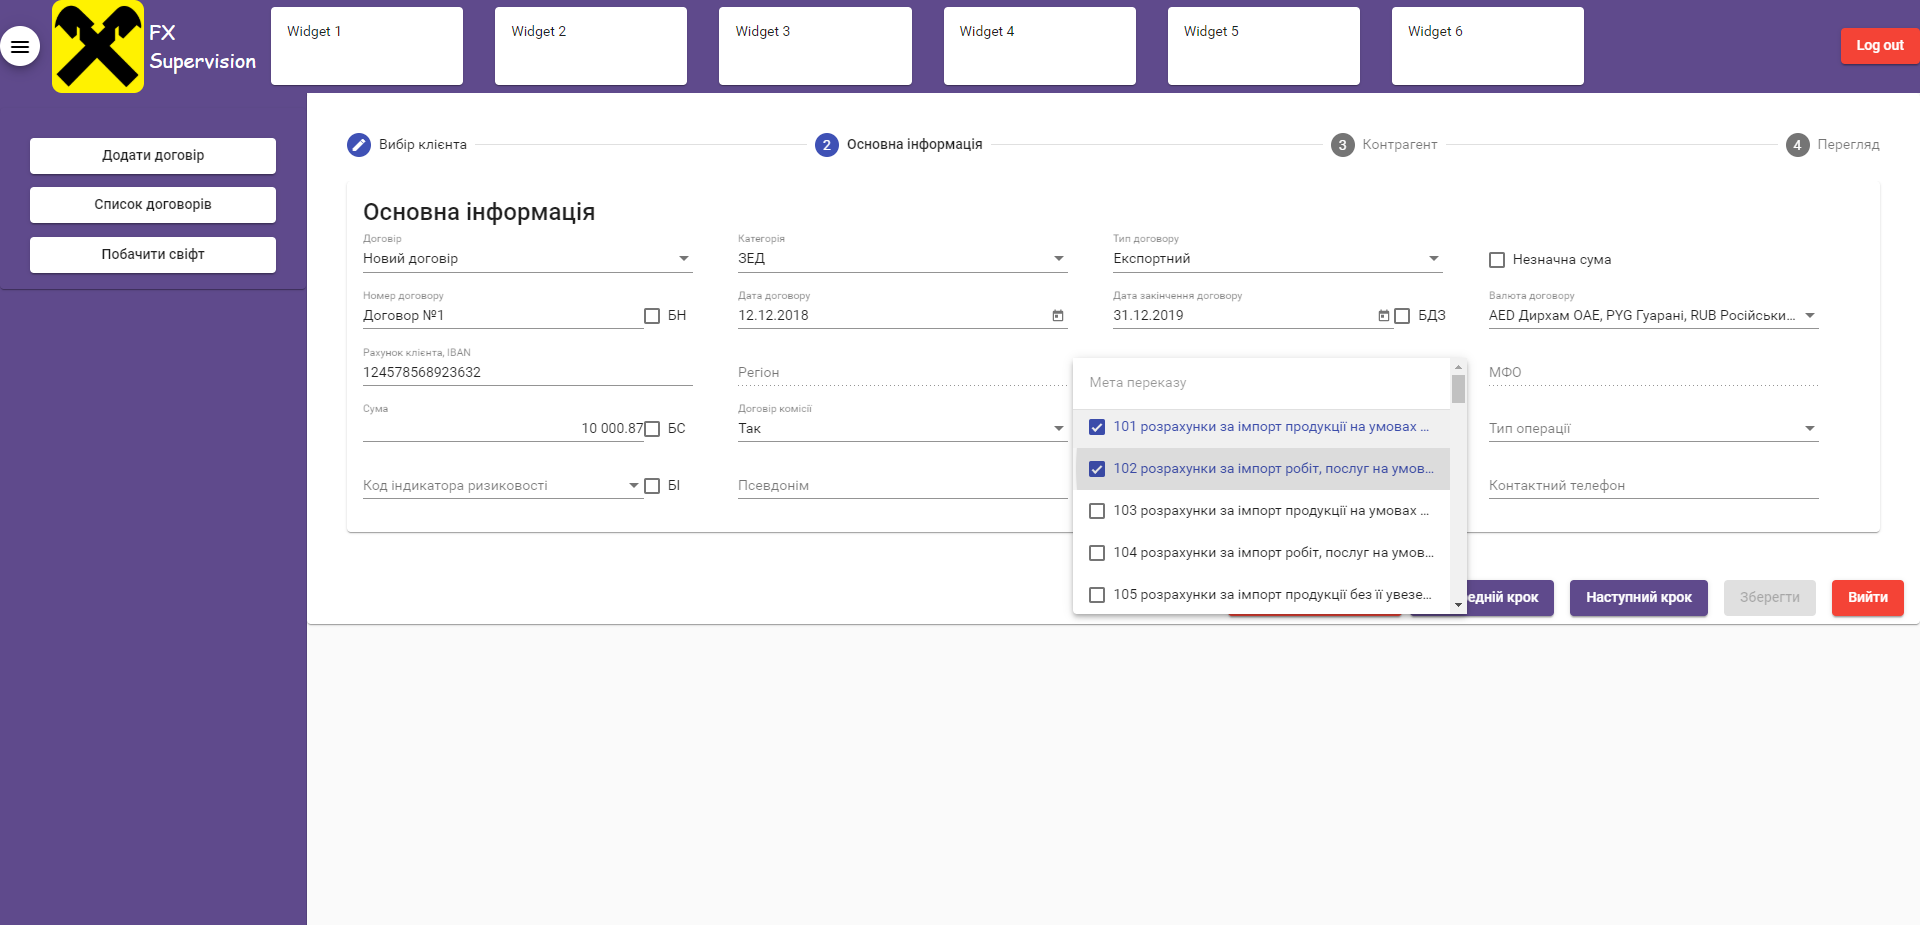 FX
Supervision
Widget 1
Widget 2
Widget 3
Widget 4
Widget 5
Widget 6
Log out
Додати договір
Список договорів
Побачити свіфт
Вибір клієнта
2
Основна інформація
3
Контрагент
4
Перегляд
Основна інформація
Договір
Новий договір
Категорія
ЗЕД
Тип договору
Експортний
Незначна сума
Номер договору
Договор №1
БН
Дата договору
12.12.2018
Дата закінчення договору
31.12.2019
БДЗ
Валюта договору
AED Дирхам ОАЕ, PYG Гуарані, RUB Російськи...
Рахунок клієнта, IBAN
124578568923632
Регіон
МФО
Сума
10 000.87
БС
Договір комісії
Так
Тип операції
Код індикатора ризиковості
БІ
Псевдонім
Контактний телефон
Мета переказу
101 розрахунки за імпорт продукції на умовах ...
102 розрахунки за імпорт робіт, послуг на умов...
103 розрахунки за імпорт продукції на умовах ...
104 розрахунки за імпорт робіт, послуг на умов...
105 розрахунки за імпорт продукції без її увезе...
едній крок
Наступний крок
Зберегти
Вийти